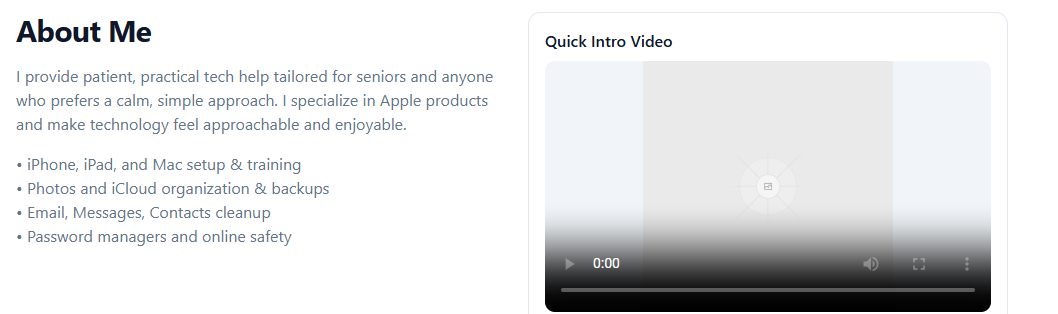 About Me
I provide patient, practical tech help tailored for seniors and anyone
who prefers a calm, simple approach. I specialize in Apple products
and make technology feel approachable and enjoyable.
• iPhone, iPad, and Mac setup & training
• Photos and iCloud organization & backups
• Email, Messages, Contacts cleanup
• Password managers and online safety
Quick Intro Video
0:00